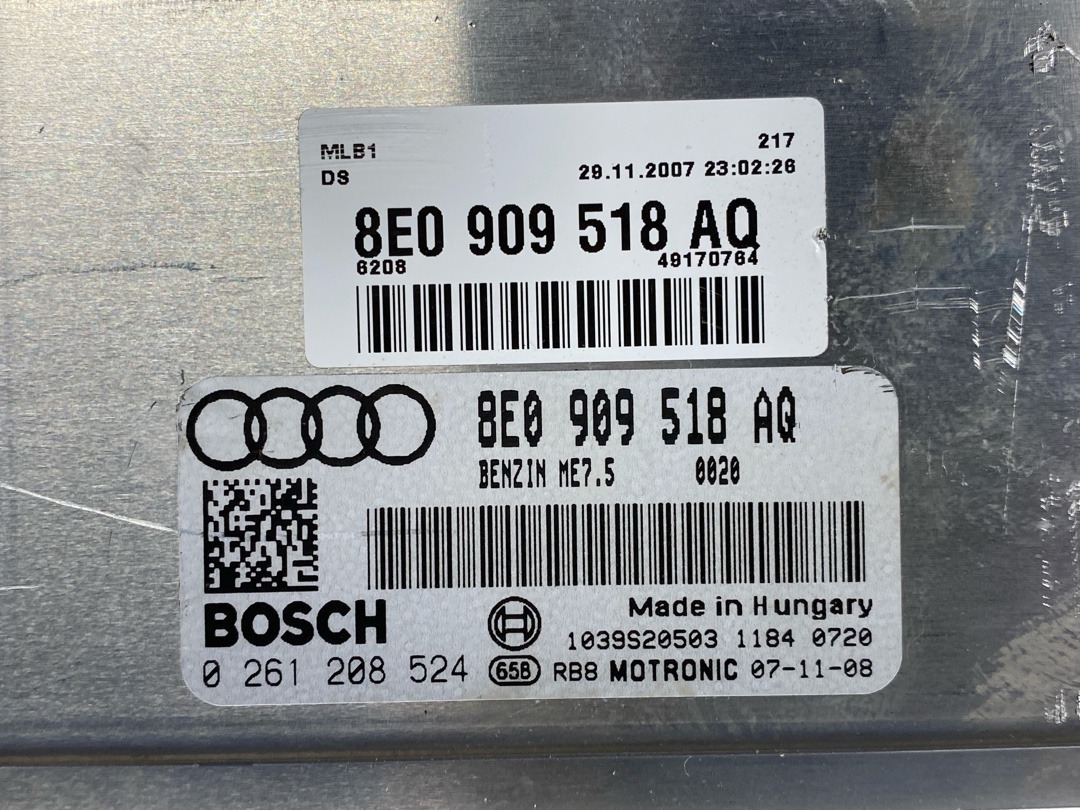 MLB1 217
DS 29.11.2007 23:02:26
8E0 909 518 AQ
6208 49170764
8E0 909 518 AQ
BENZIN ME7.5 0020
BOSCH Made in Hungary
1039S20503 1184 0720
0 261 208 524 658 RB8 MOTRONIC 07-11-08